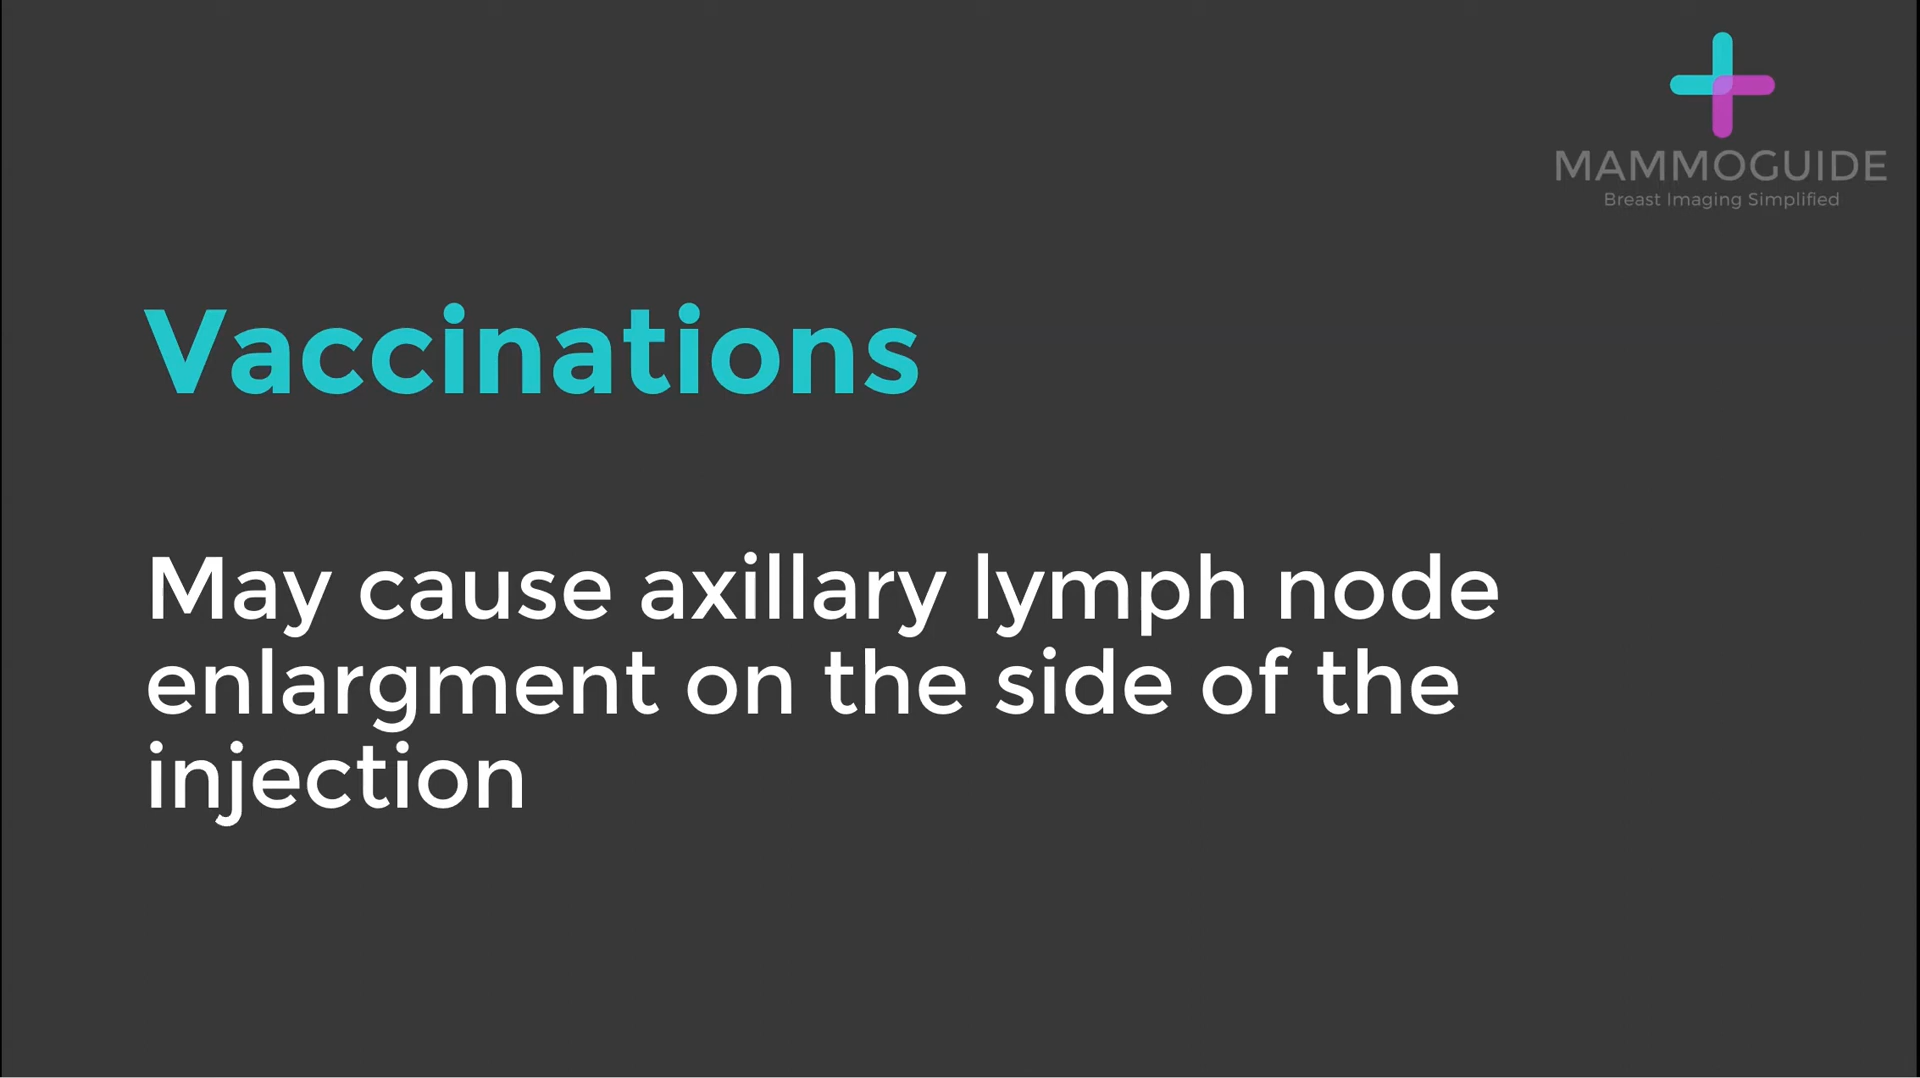 MAMMOGUIDE
Breast Imaging Simplified
Vaccinations
May cause axillary lymph node
enlargment on the side of the
injection